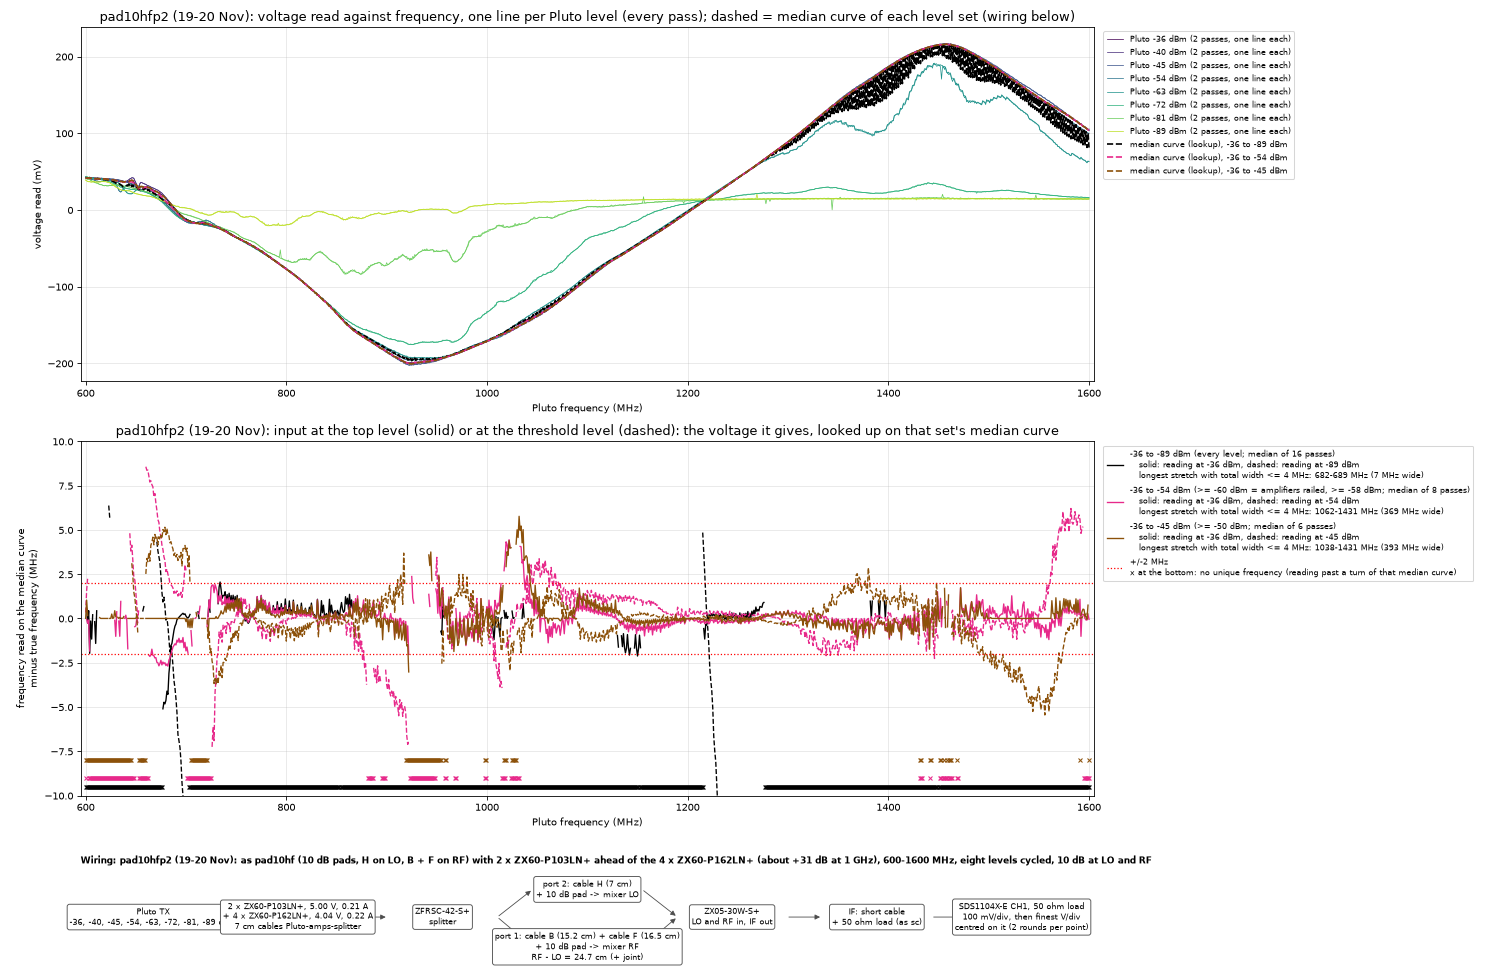 pad10hfp2 (19-20 Nov): voltage read against frequency, one line per Pluto level (every pass); dashed = median curve of each level set (wiring below)
200
100
0
−100
−200
voltage read (mV)
600
800
1000
1200
1400
1600
Pluto frequency (MHz)
Pluto -36 dBm (2 passes, one line each)
Pluto -40 dBm (2 passes, one line each)
Pluto -45 dBm (2 passes, one line each)
Pluto -54 dBm (2 passes, one line each)
Pluto -63 dBm (2 passes, one line each)
Pluto -72 dBm (2 passes, one line each)
Pluto -81 dBm (2 passes, one line each)
Pluto -89 dBm (2 passes, one line each)
median curve (lookup), -36 to -89 dBm
median curve (lookup), -36 to -54 dBm
median curve (lookup), -36 to -45 dBm
pad10hfp2 (19-20 Nov): input at the top level (solid) or at the threshold level (dashed): the voltage it gives, looked up on that set's median curve
10.0
7.5
5.0
2.5
0.0
−2.5
−5.0
−7.5
−10.0
frequency read on the median curve
minus true frequency (MHz)
600
800
1000
1200
1400
1600
Pluto frequency (MHz)
-36 to -89 dBm (every level; median of 16 passes)
solid: reading at -36 dBm, dashed: reading at -89 dBm
longest stretch with total width <= 4 MHz: 682-689 MHz (7 MHz wide)
-36 to -54 dBm (>= -60 dBm = amplifiers railed, >= -58 dBm; median of 8 passes)
solid: reading at -36 dBm, dashed: reading at -54 dBm
longest stretch with total width <= 4 MHz: 1062-1431 MHz (369 MHz wide)
-36 to -45 dBm (>= -50 dBm; median of 6 passes)
solid: reading at -36 dBm, dashed: reading at -45 dBm
longest stretch with total width <= 4 MHz: 1038-1431 MHz (393 MHz wide)
+/-2 MHz
x at the bottom: no unique frequency (reading past a turn of that median curve)
Wiring: pad10hfp2 (19-20 Nov): as pad10hf (10 dB pads, H on LO, B + F on RF) with 2 x ZX60-P103LN+ ahead of the 4 x ZX60-P162LN+ (about +31 dB at 1 GHz), 600-1600 MHz, eight levels cycled, 10 dB at LO and RF
Pluto TX
-36, -40, -45, -54, -63, -72, -81, -89
2 x ZX60-P103LN+, 5.00 V, 0.21 A
+ 4 x ZX60-P162LN+, 4.04 V, 0.22 A
7 cm cables Pluto-amps-splitter
ZFRSC-42-S+
splitter
port 2: cable H (7 cm)
+ 10 dB pad -> mixer LO
port 1: cable B (15.2 cm) + cable F (16.5 cm)
+ 10 dB pad -> mixer RF
RF - LO = 24.7 cm (+ joint)
ZX05-30W-S+
LO and RF in, IF out
IF: short cable
+ 50 ohm load (as sc)
SDS1104X-E CH1, 50 ohm load
100 mV/div, then finest V/div
centred on it (2 rounds per point)